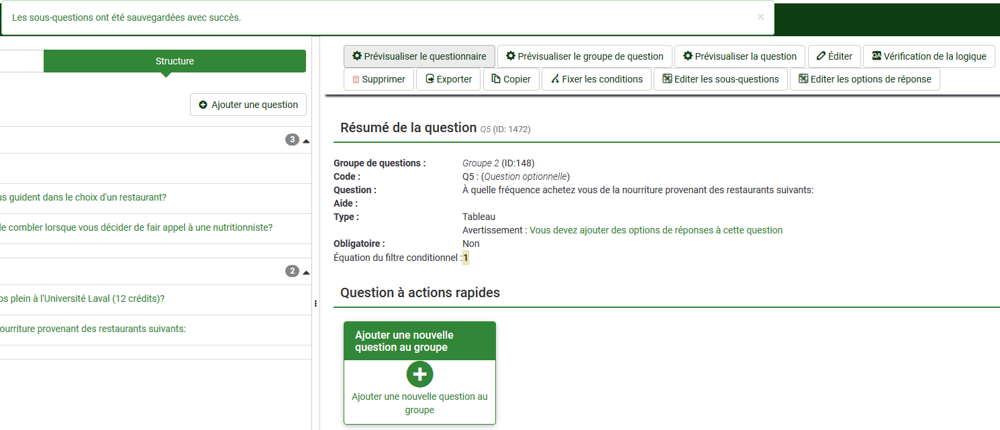 Les sous-questions ont été sauvegardées avec succès.
×
Structure
Ajouter une question
3
us guident dans le choix d'un restaurant?
de combler lorsque vous décider de fair appel à une nutritionniste?
2
ps plein à l'Université Laval (12 crédits)?
ourriture provenant des restaurants suivants:
Prévisualiser le questionnaire Prévisualiser le groupe de question Prévisualiser la question Éditer QA Vérification de la logique
Supprimer Exporter Copier Fixer les conditions Editer les sous-questions Editer les options de réponse
Résumé de la question Q5 (ID: 1472)
Groupe de questions : Groupe 2 (ID:148)
Code : Q5 : (Question optionnelle)
Question : À quelle fréquence achetez vous de la nourriture provenant des restaurants suivants:
Aide :
Type : Tableau
Avertissement : Vous devez ajouter des options de réponses à cette question
Obligatoire : Non
Équation du filtre conditionnel :1
Question à actions rapides
Ajouter une nouvelle
question au groupe
Ajouter une nouvelle question au
groupe